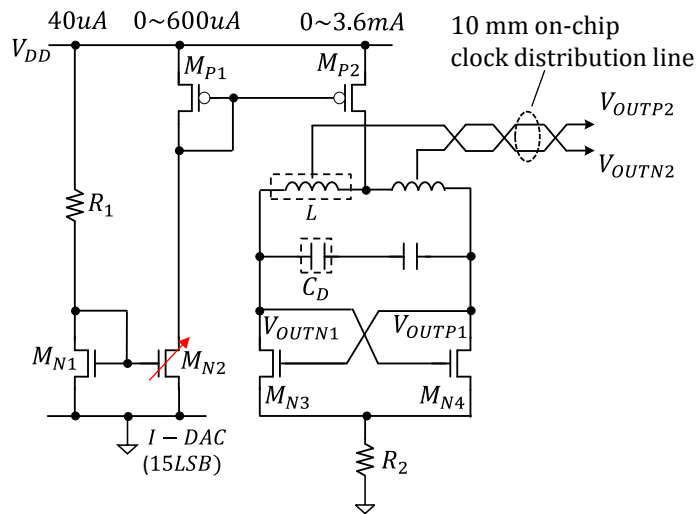 40uA 0~600uA 0~3.6mA 10 mm on-chip
clock distribution line
V_DD
M_P1 M_P2
V_OUTP2
V_OUTN2
R_1 L
C_D
V_OUTN1 V_OUTP1
M_N1 M_N2
M_N3 M_N4
I − DAC
(15LSB)
R_2